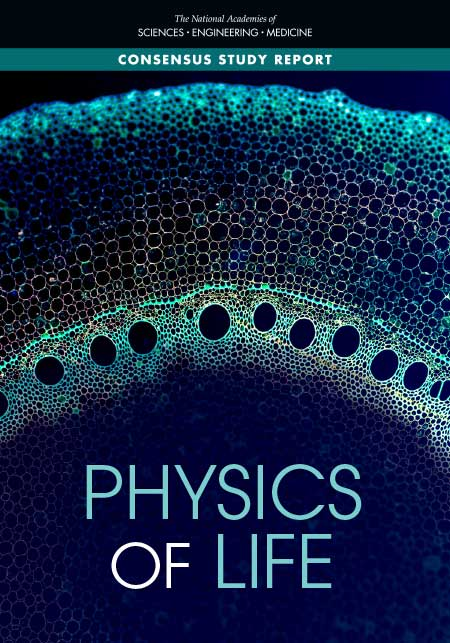 The National Academies of
SCIENCES • ENGINEERING • MEDICINE
CONSENSUS STUDY REPORT
PHYSICS
OF LIFE